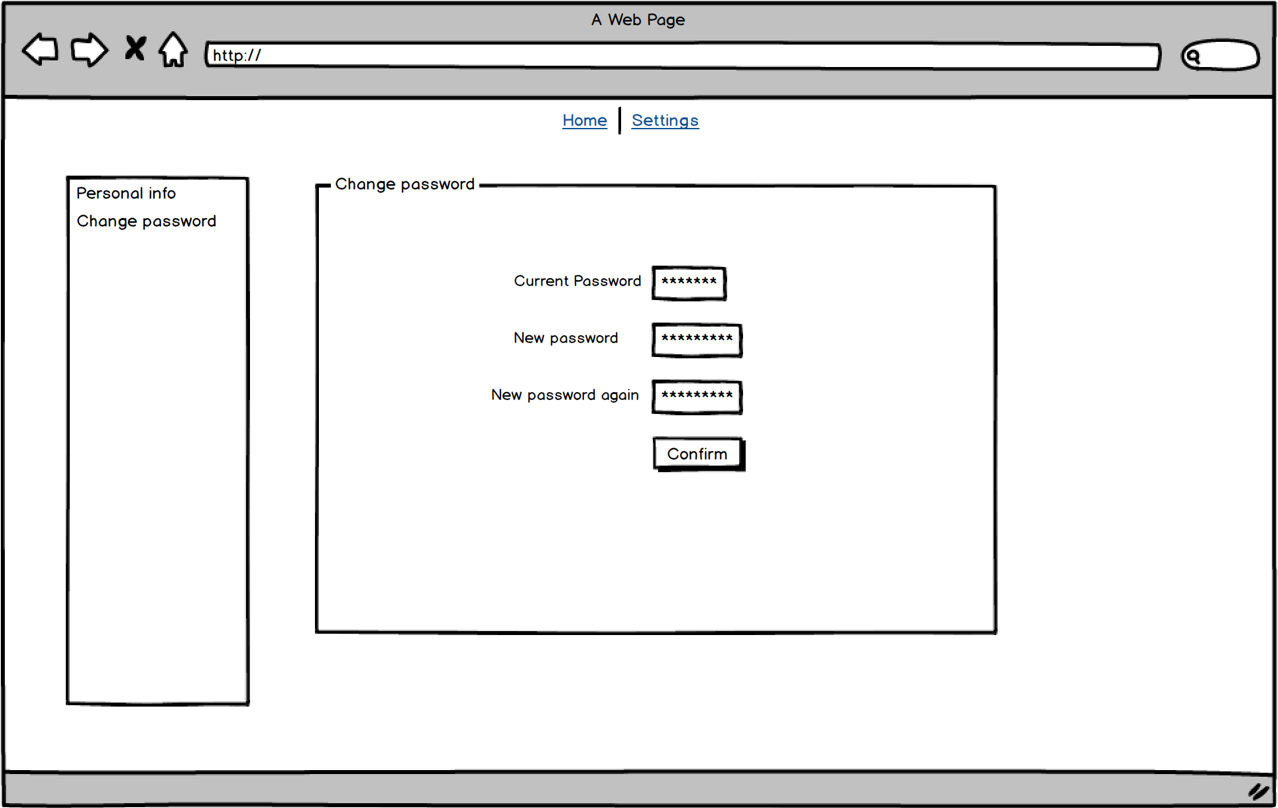 A Web Page
http://
Home Settings
Personal info
Change password
Change password
Current Password *******
New password *********
New password again *********
Confirm